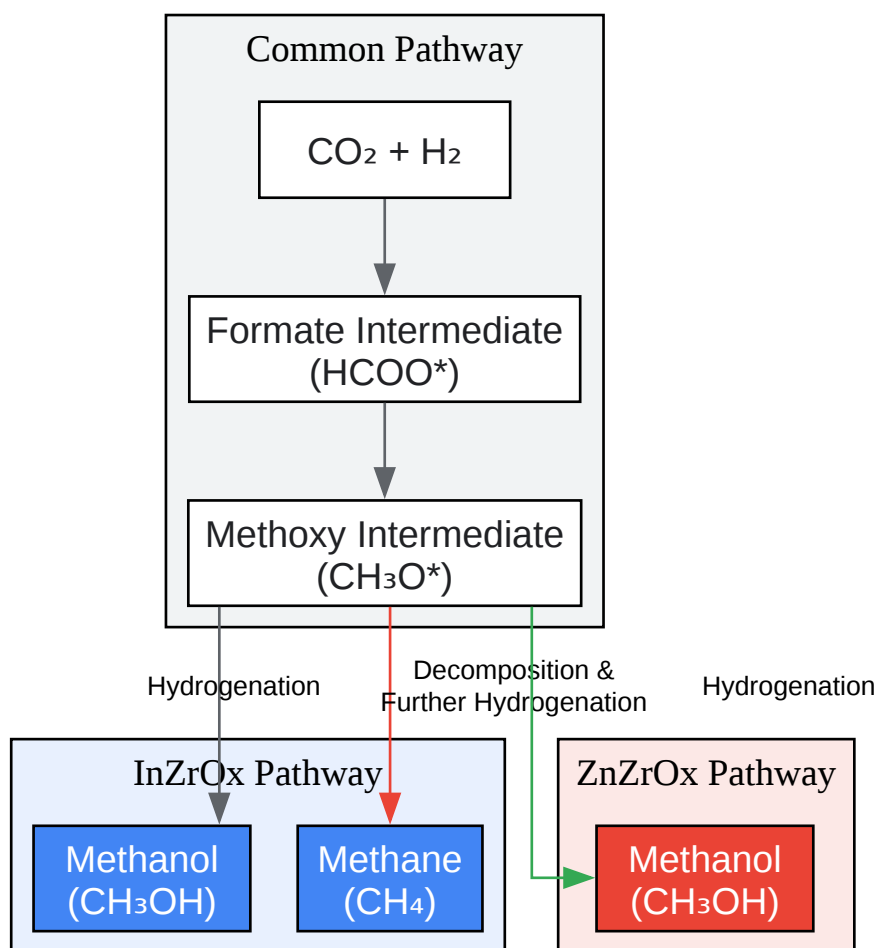 Common Pathway
CO₂ + H₂
Formate Intermediate
(HCOO*)
Methoxy Intermediate
(CH₃O*)
Hydrogenation
Decomposition &
Further Hydrogenation
Hydrogenation
InZrOx Pathway
ZnZrOx Pathway
Methanol
(CH₃OH)
Methane
(CH₄)
Methanol
(CH₃OH)